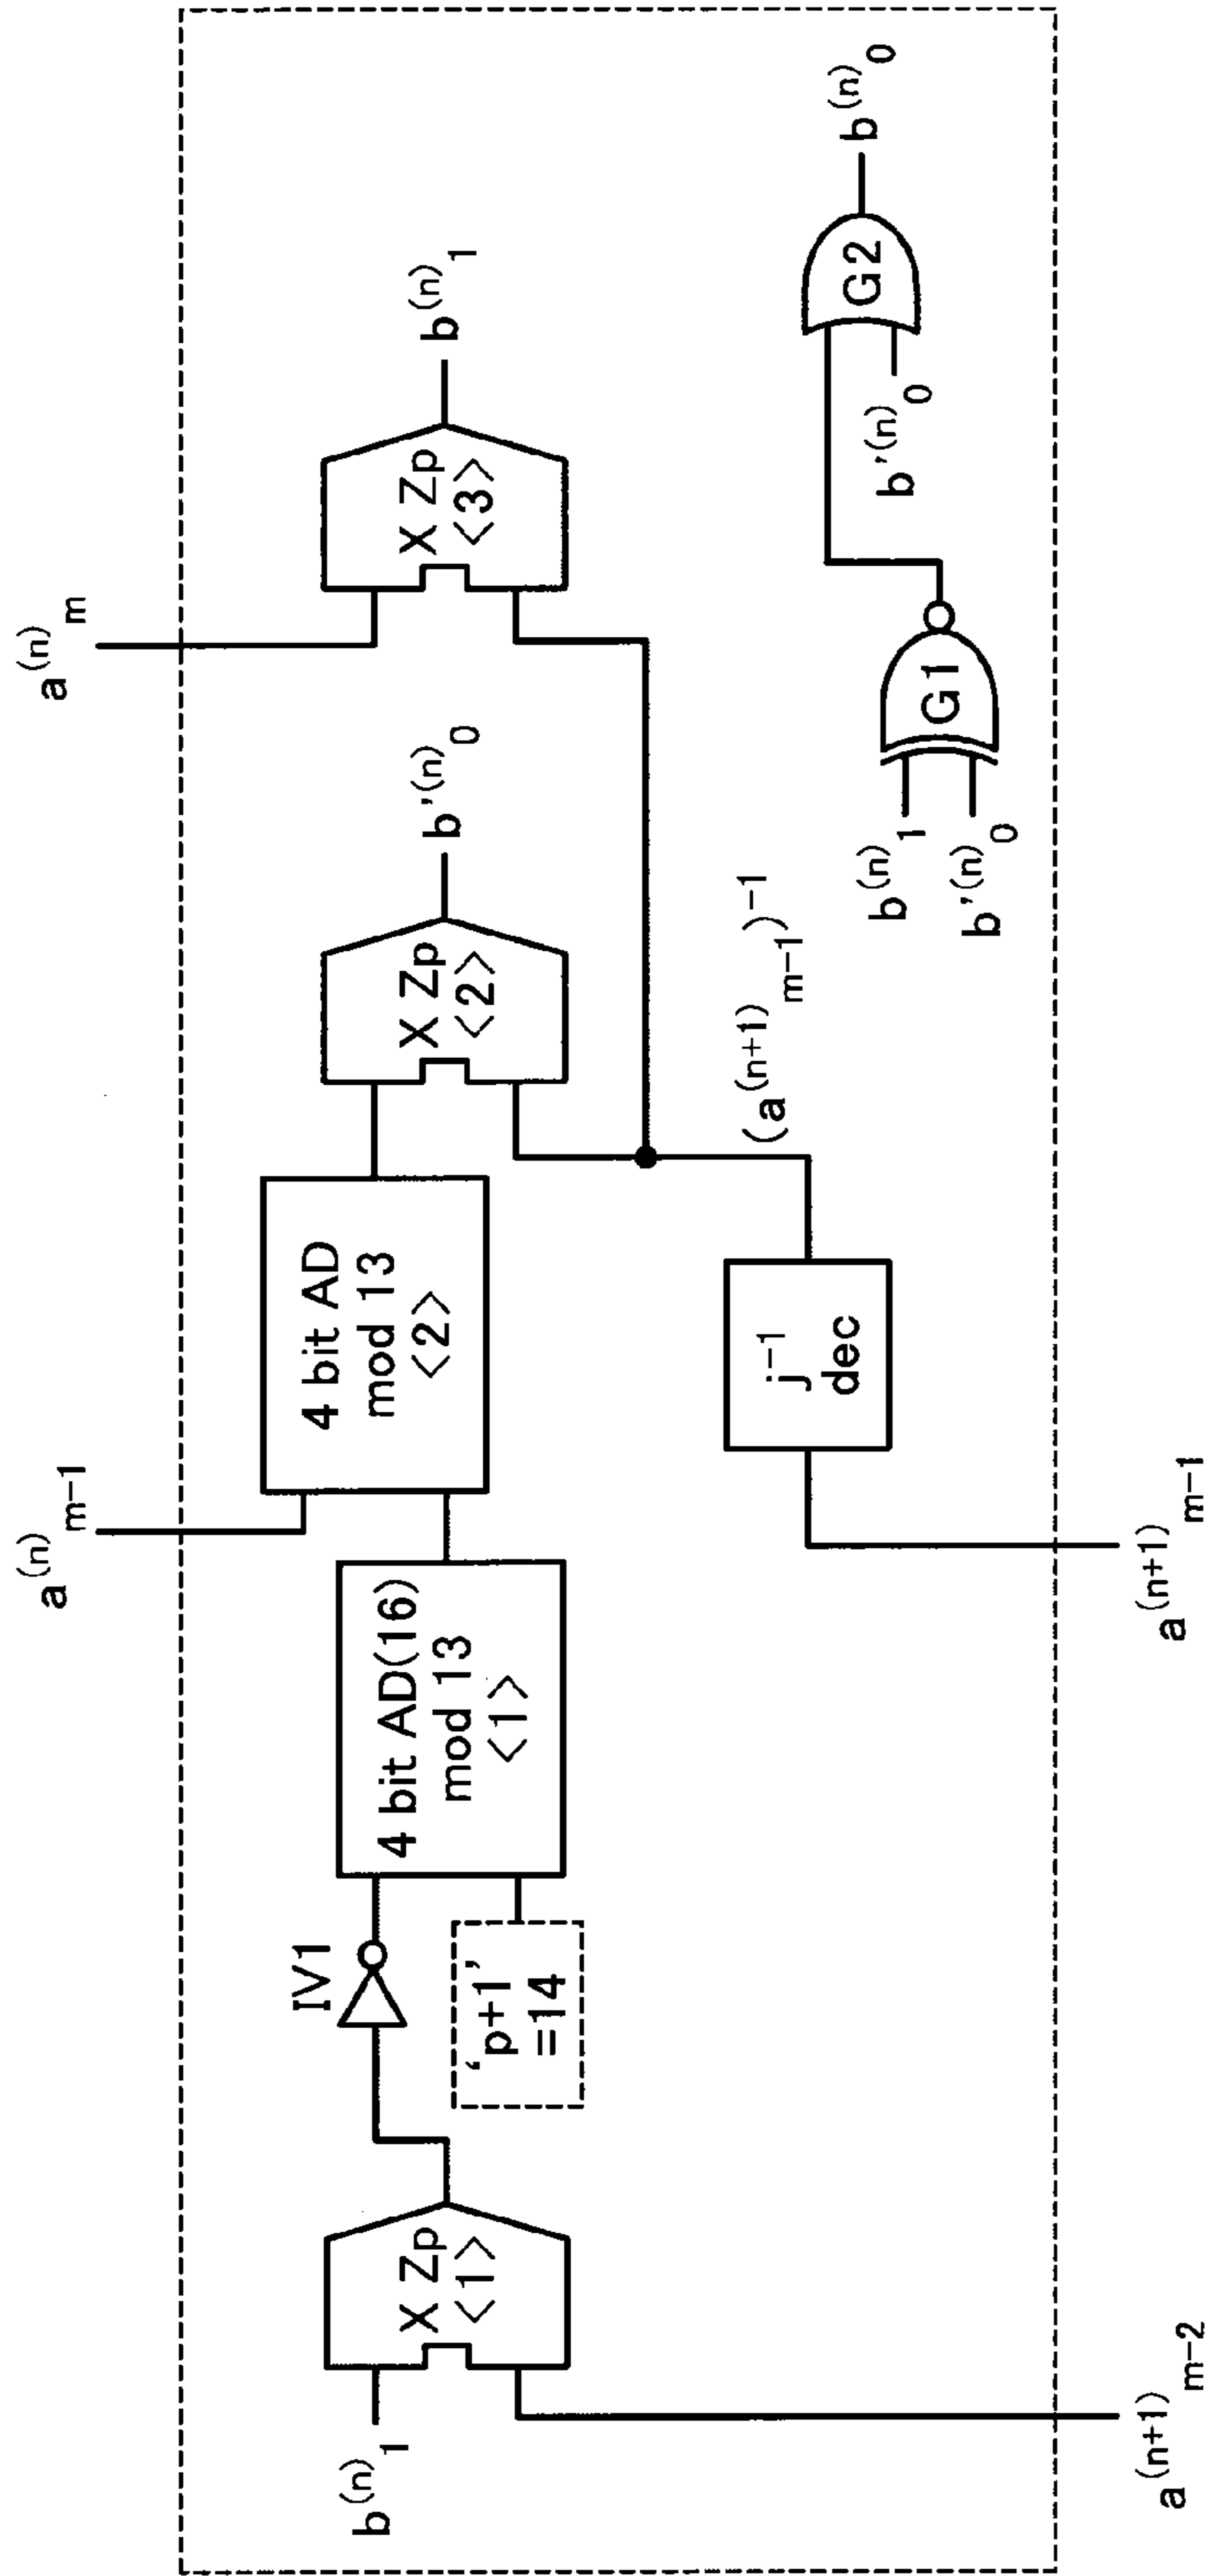 a(n)m-1
a(n)m
b(n)1
X Zp
<1>
IV1
'p+1'
=14
4 bit AD(16)
mod 13
<1>
4 bit AD
mod 13
<2>
X Zp
<2>
b'(n)0
X Zp
<3>
b(n)1
j-1
dec
(a(n+1)m-1)-1
b(n)1
b'(n)0
G1
b'(n)0
G2
b(n)0
a(n+1)m-2
a(n+1)m-1